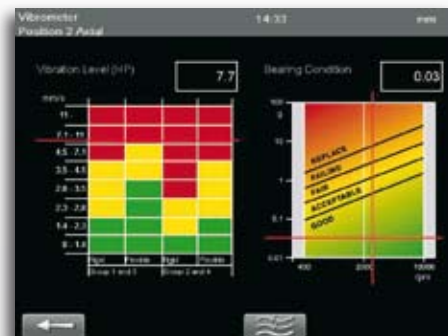 Vibrometer 14:33 mm
Position 2 Axial
Vibration Level (HP) 7.7
Bearing Condition 0.03
mm/s
11 -
7.1 - 11
4.5 - 7.1
3.5 - 4.5
2.8 - 3.5
2.3 - 2.8
1.4 - 2.3
0 - 1.4
Rigid Flexible Rigid Flexible
Group 1 and 3 Group 2 and 4
100
10
1
0.1
0.01
REPLACE
FAILING
FAIR
ACCEPTABLE
GOOD
400 2000 10000
rpm